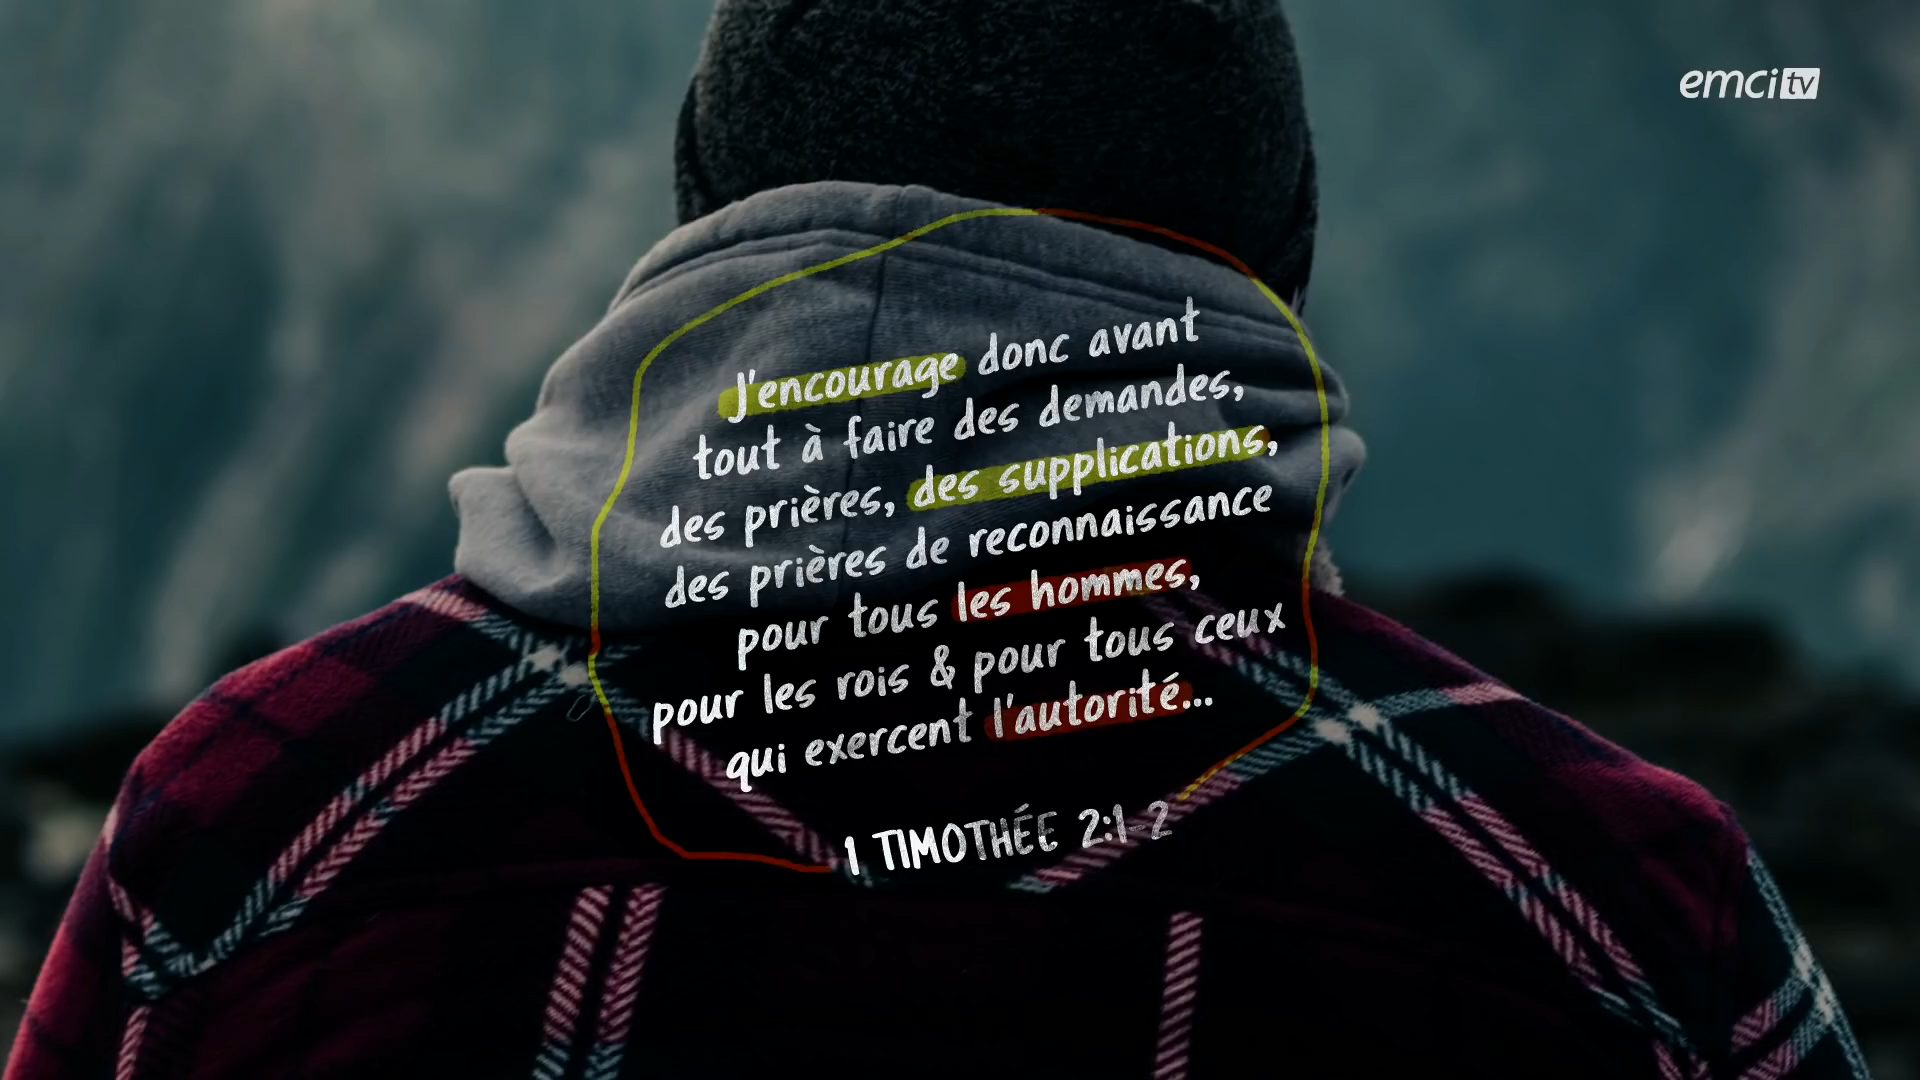 emci tv
J'encourage donc avant
tout à faire des demandes,
des prières, des supplications,
des prières de reconnaissance
pour tous les hommes,
pour les rois & pour tous ceux
qui exercent l'autorité...
1 TIMOTHÉE 2:1-2